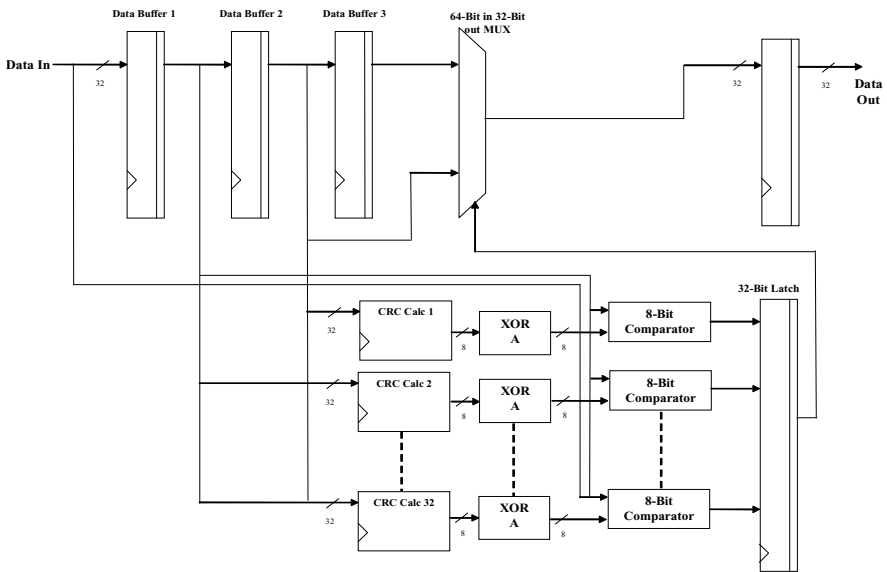 Data Buffer 1
Data Buffer 2
Data Buffer 3
64-Bit in 32-Bit
out MUX
Data In
32
32
32
Data
Out
32-Bit Latch
CRC Calc 1
32
8
XOR
A
8
8-Bit
Comparator
CRC Calc 2
32
8
XOR
A
8
8-Bit
Comparator
CRC Calc 32
32
8
XOR
A
8
8-Bit
Comparator